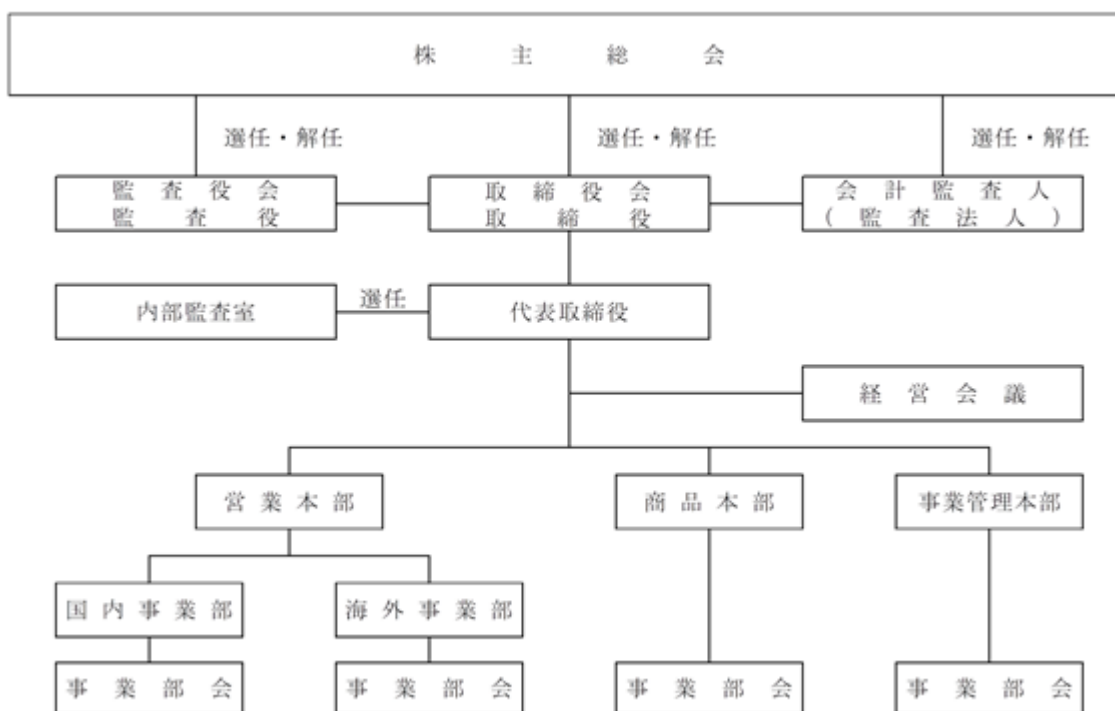 株主総会
選任・解任
選任・解任
選任・解任
監査役会
監査役
取締役会
取締役
会計監査人
(監査法人)
内部監査室
選任
代表取締役
経営会議
営業本部
商品本部
事業管理本部
国内事業部
海外事業部
事業部会
事業部会
事業部会
事業部会